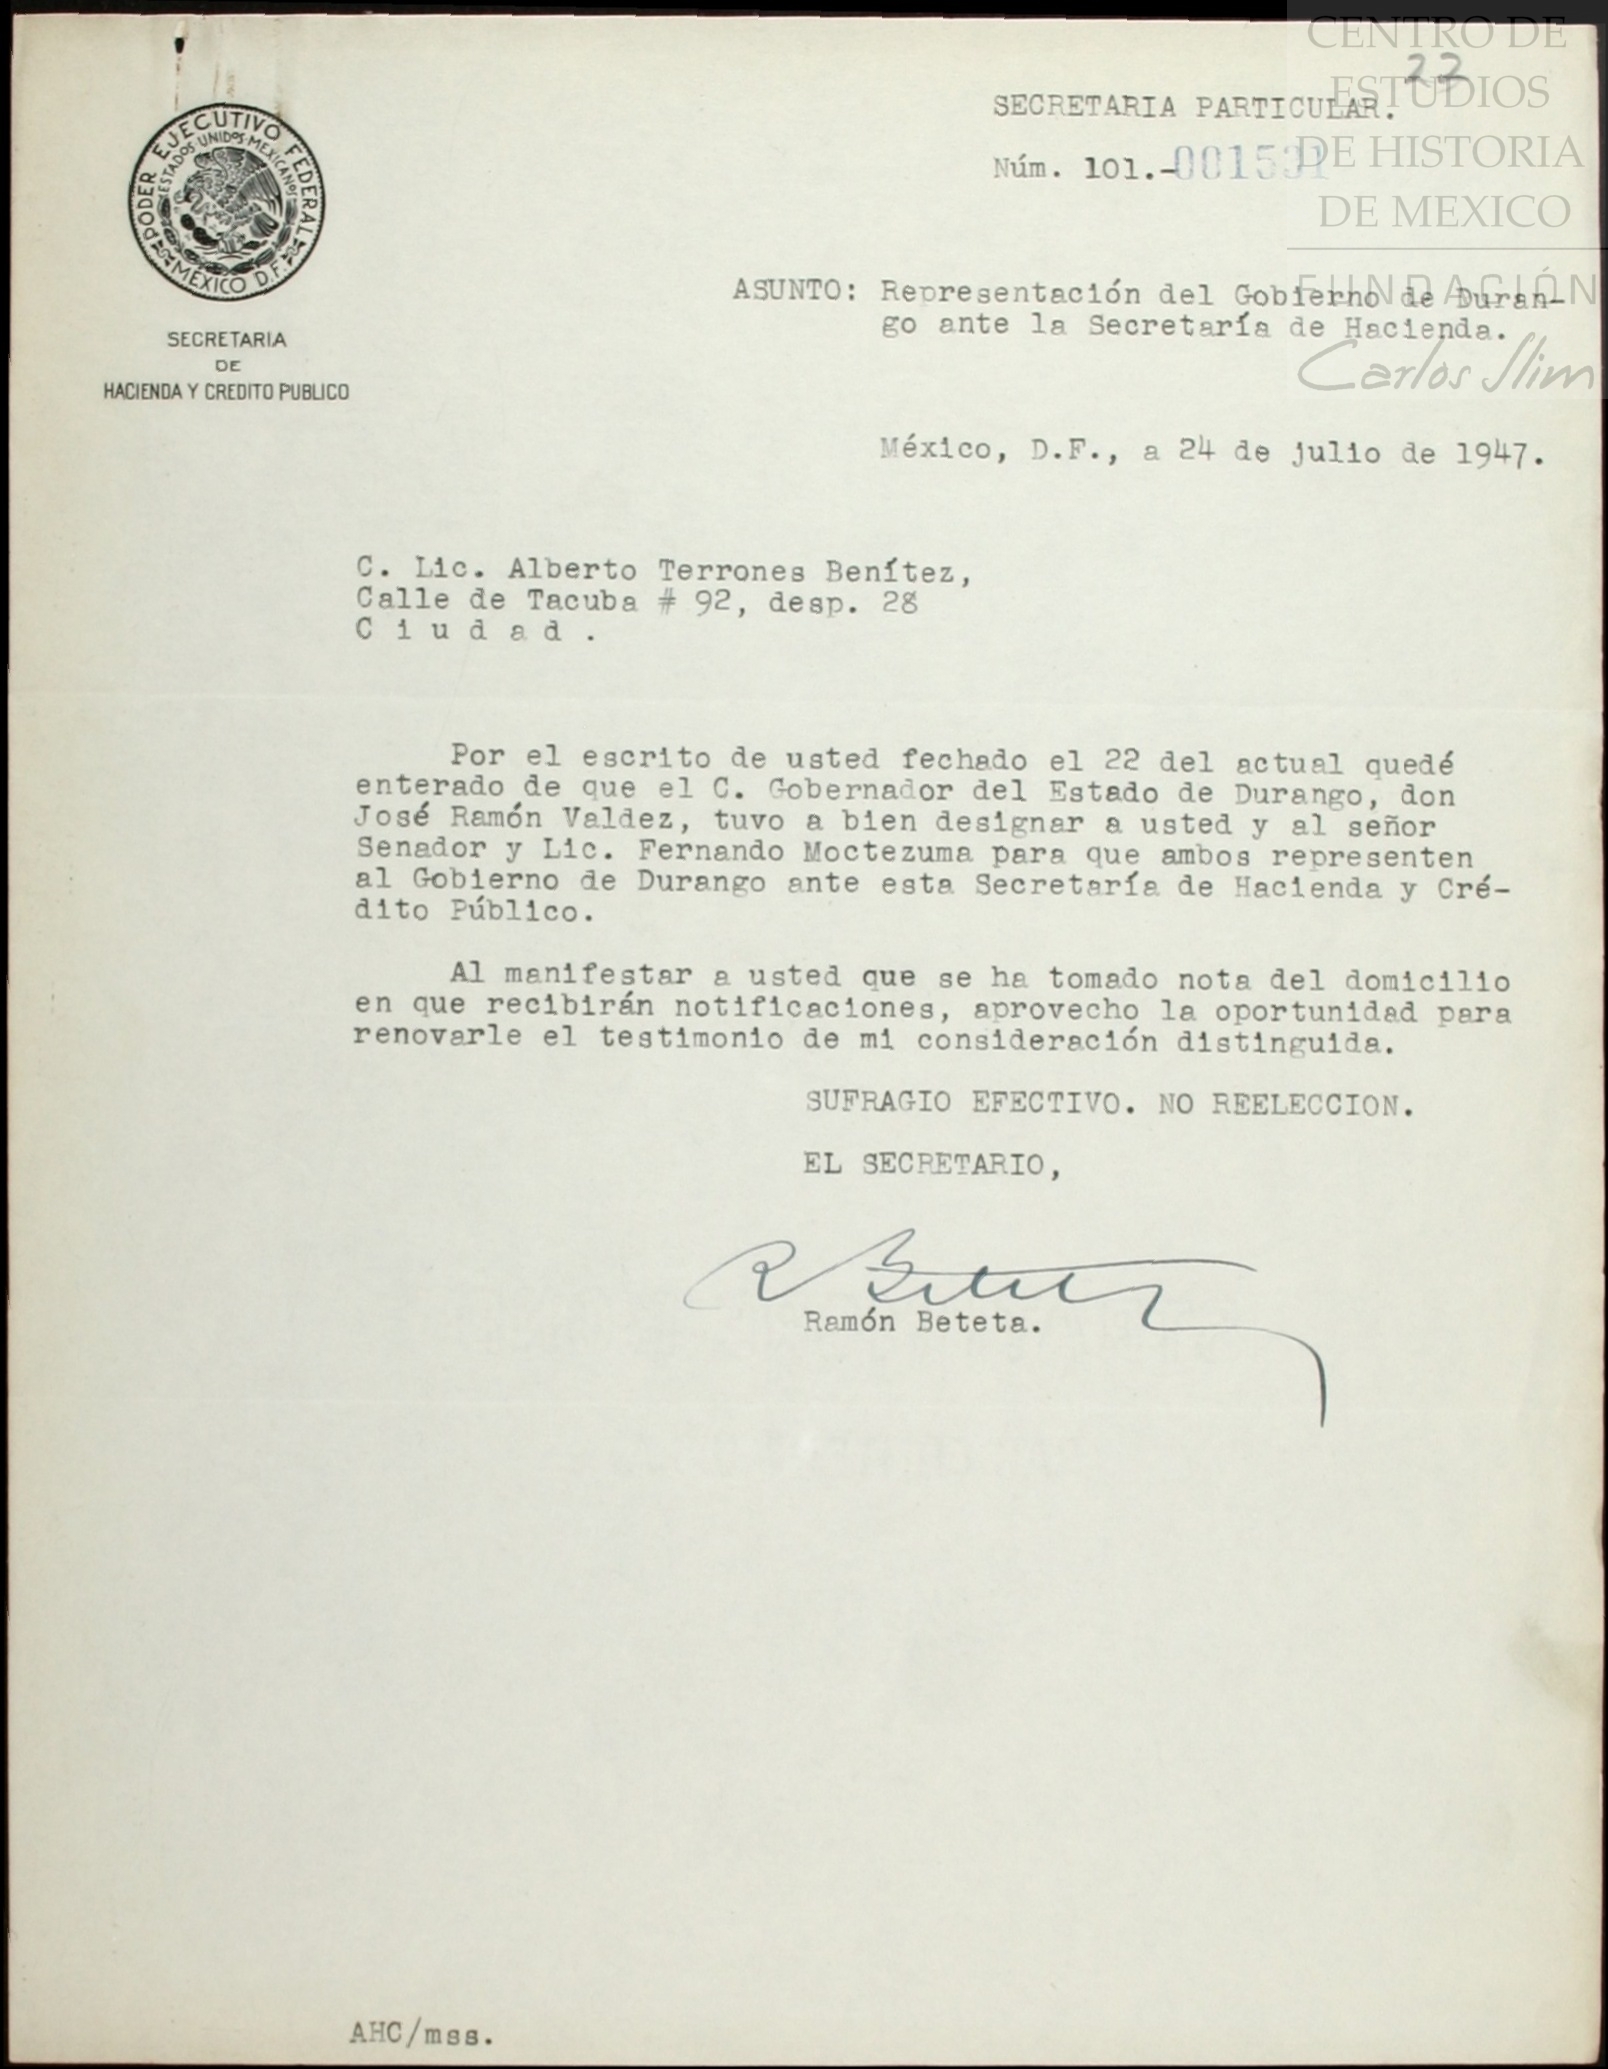 CENTRO DE
ESTUDIOS
DE HISTORIA
DE MEXICO
FUNDACIÓN
Carlos Slim
23
PODER EJECUTIVO FEDERAL
ESTADOS UNIDOS MEXICANOS
MEXICO D.F.
SECRETARIA
DE
HACIENDA Y CREDITO PUBLICO
SECRETARIA PARTICULAR.
Núm. 101.-001531
ASUNTO: Representación del Gobierno de Duran-
go ante la Secretaría de Hacienda.
México, D.F., a 24 de julio de 1947.
C. Lic. Alberto Terrones Benítez,
Calle de Tacuba # 92, desp. 28
C i u d a d .
Por el escrito de usted fechado el 22 del actual quedé
enterado de que el C. Gobernador del Estado de Durango, don
José Ramón Valdez, tuvo a bien designar a usted y al señor
Senador y Lic. Fernando Moctezuma para que ambos representen
al Gobierno de Durango ante esta Secretaría de Hacienda y Cré-
dito Público.
Al manifestar a usted que se ha tomado nota del domicilio
en que recibirán notificaciones, aprovecho la oportunidad para
renovarle el testimonio de mi consideración distinguida.
SUFRAGIO EFECTIVO. NO REELECCION.
EL SECRETARIO,
R Beteta
Ramón Beteta.
AHC/mss.